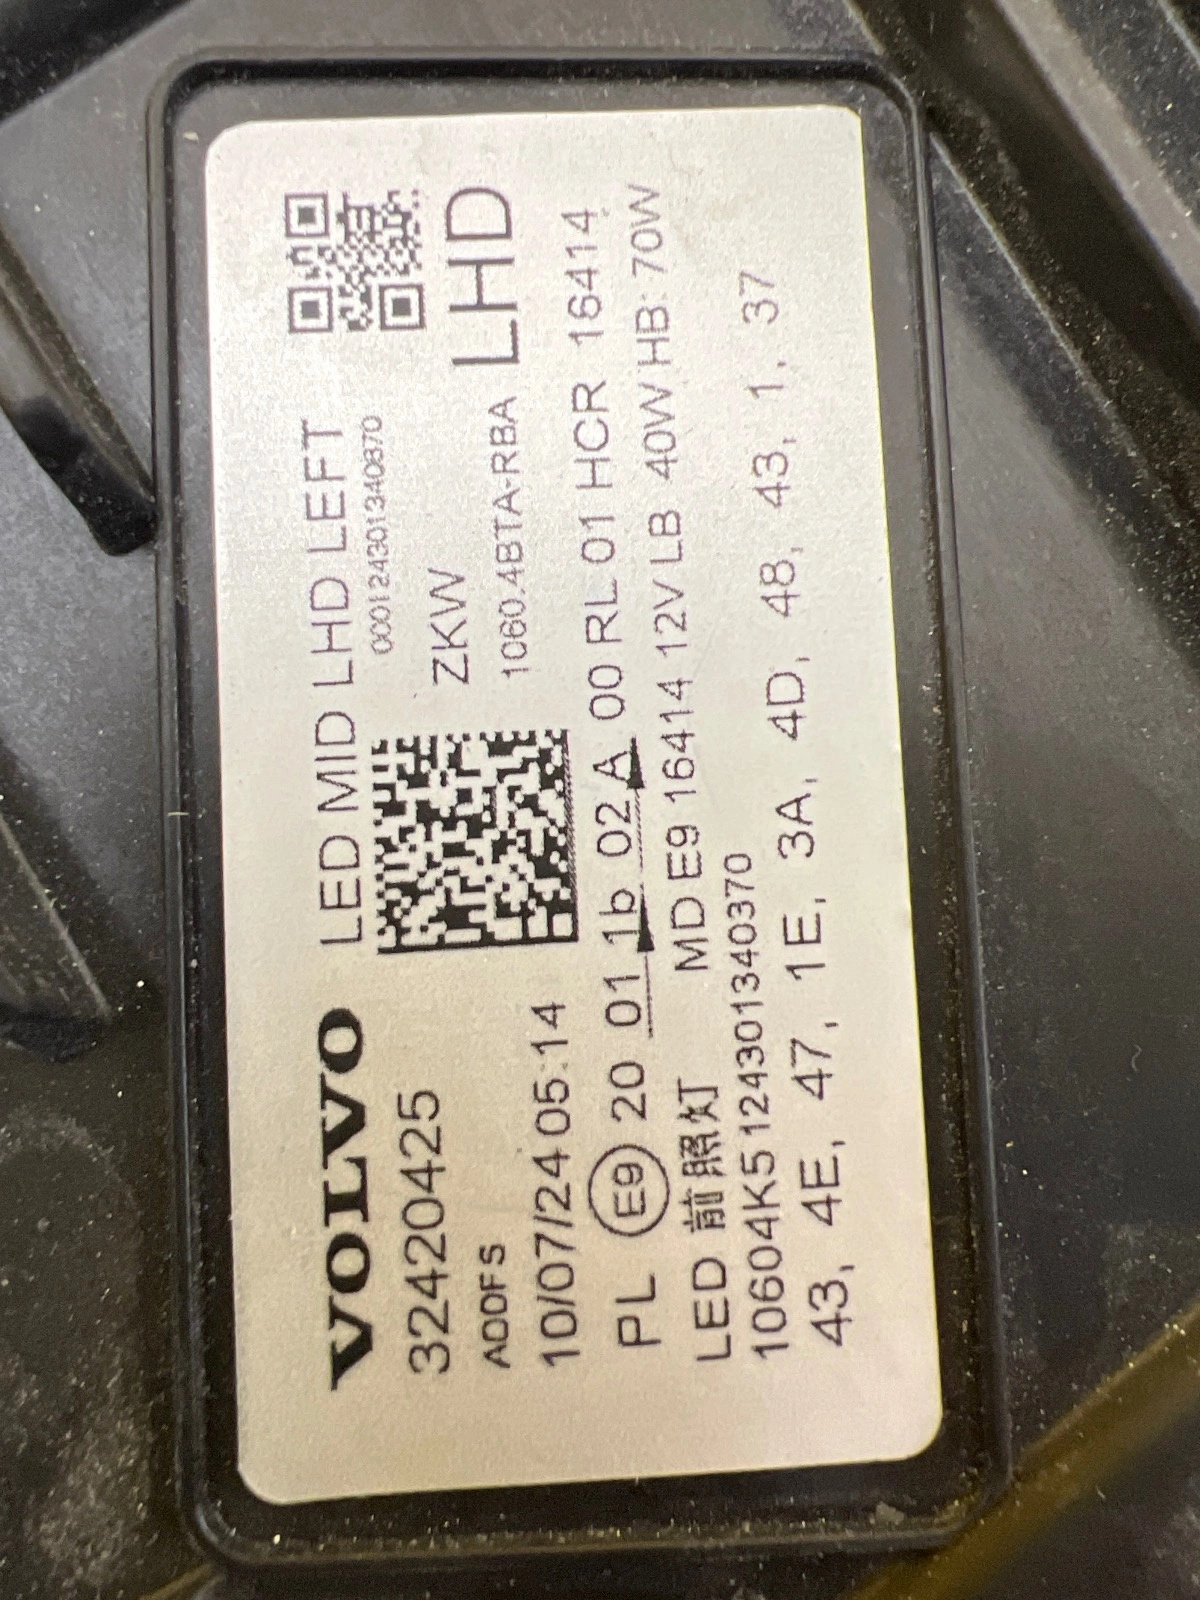 VOLVO LED MID LHD LEFT
32420425 000124301340370
ADDFS ZKW LHD
10/07/24 05:14 1060.4BTA-RBA
PL E9 20 01 1b 02 A 00 RL 01 HCR 16414
LED 前照灯 MD E9 16414 12V LB: 40W HB: 70W
10604K5124301340370
43, 4E, 47, 1E, 3A, 4D, 48, 43, 1, 37